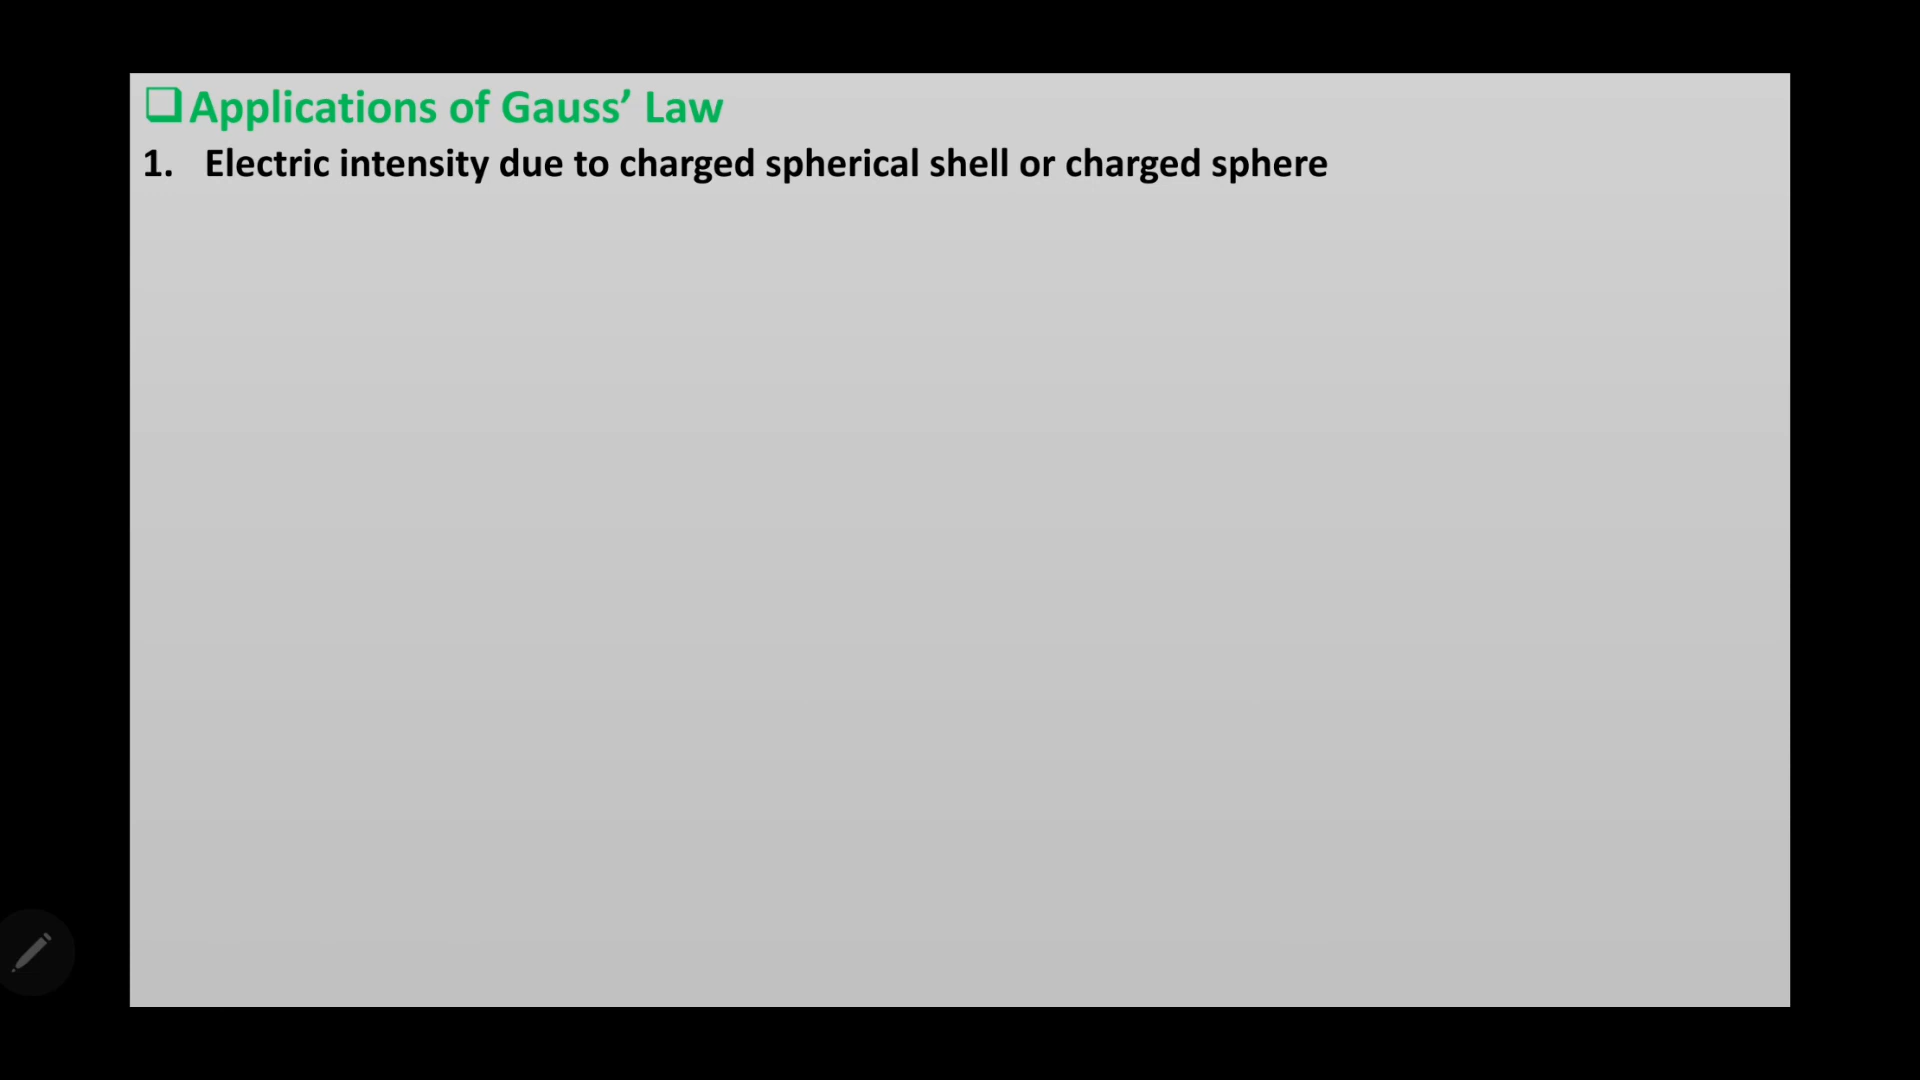 ❑Applications of Gauss’ Law
1. Electric intensity due to charged spherical shell or charged sphere